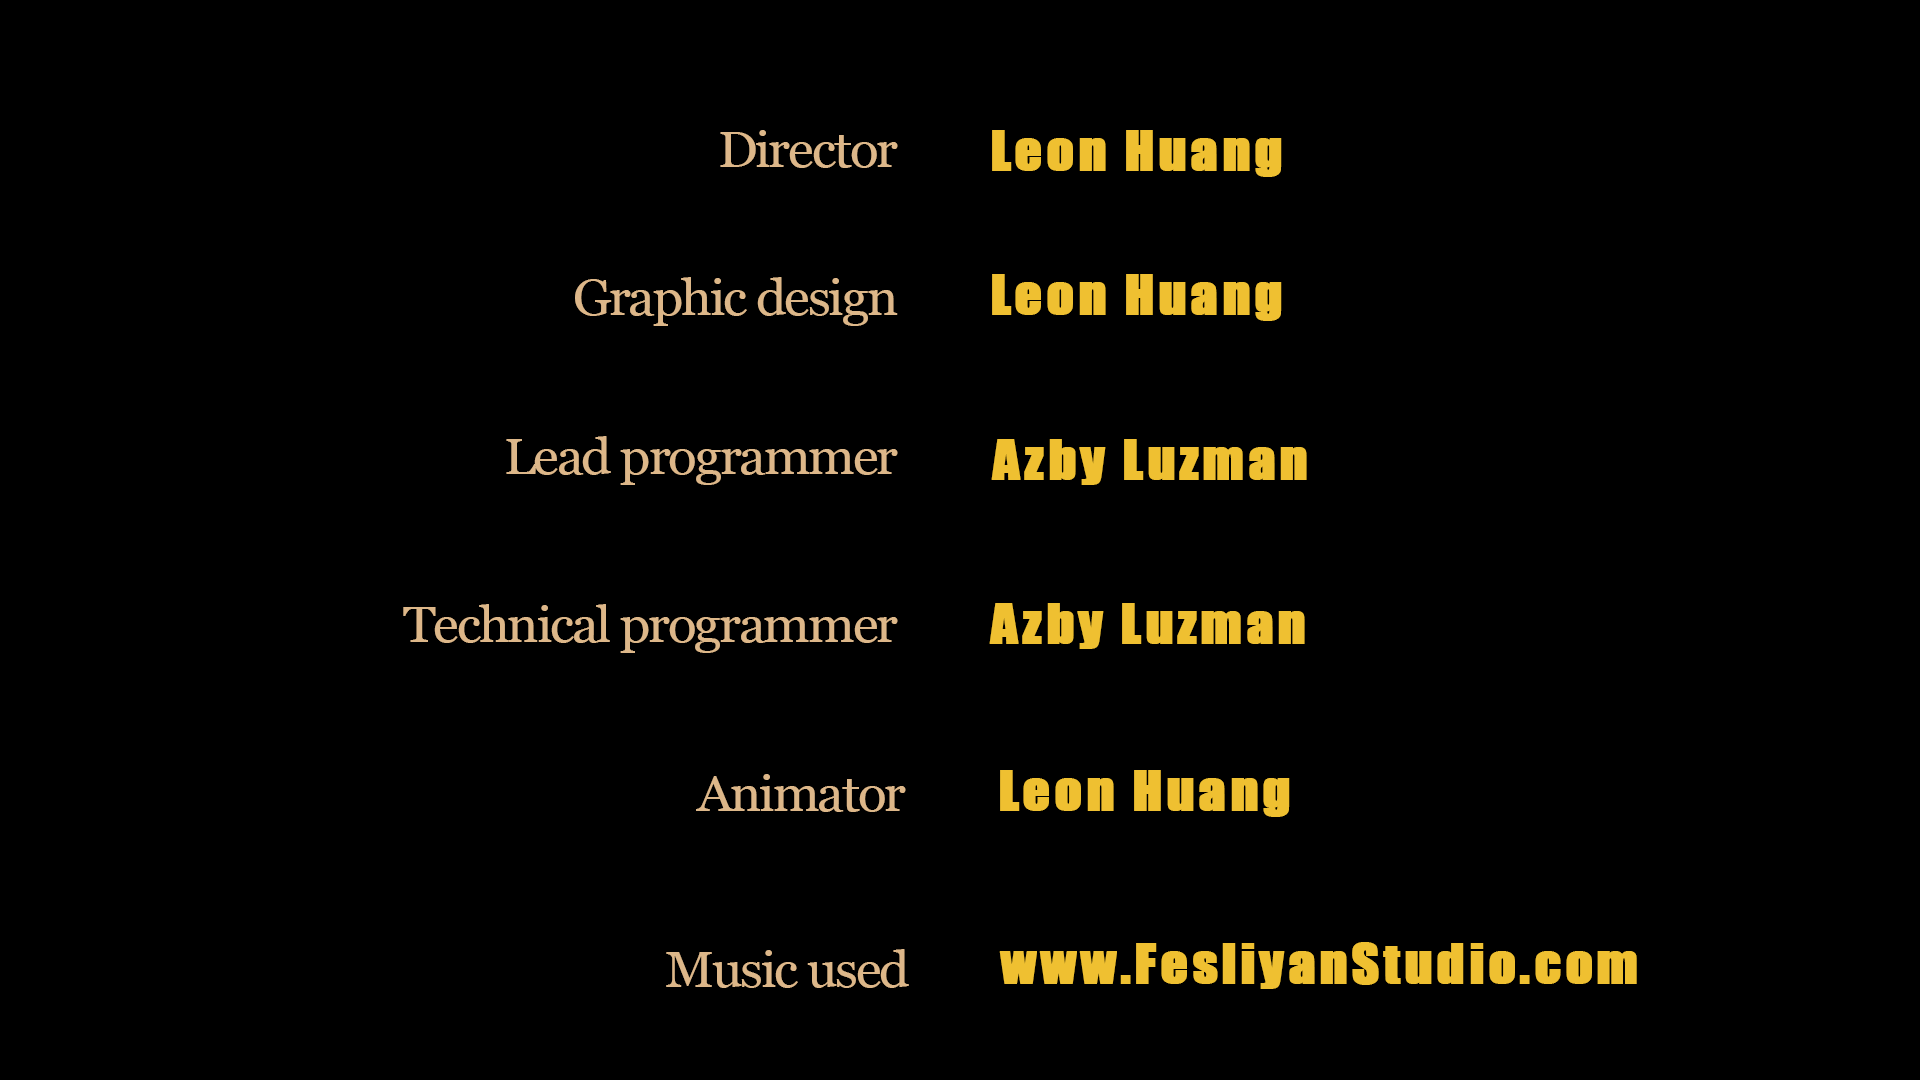 Director Leon Huang
Graphic design Leon Huang
Lead programmer Azby Luzman
Technical programmer Azby Luzman
Animator Leon Huang
Music used www.FesliyanStudio.com